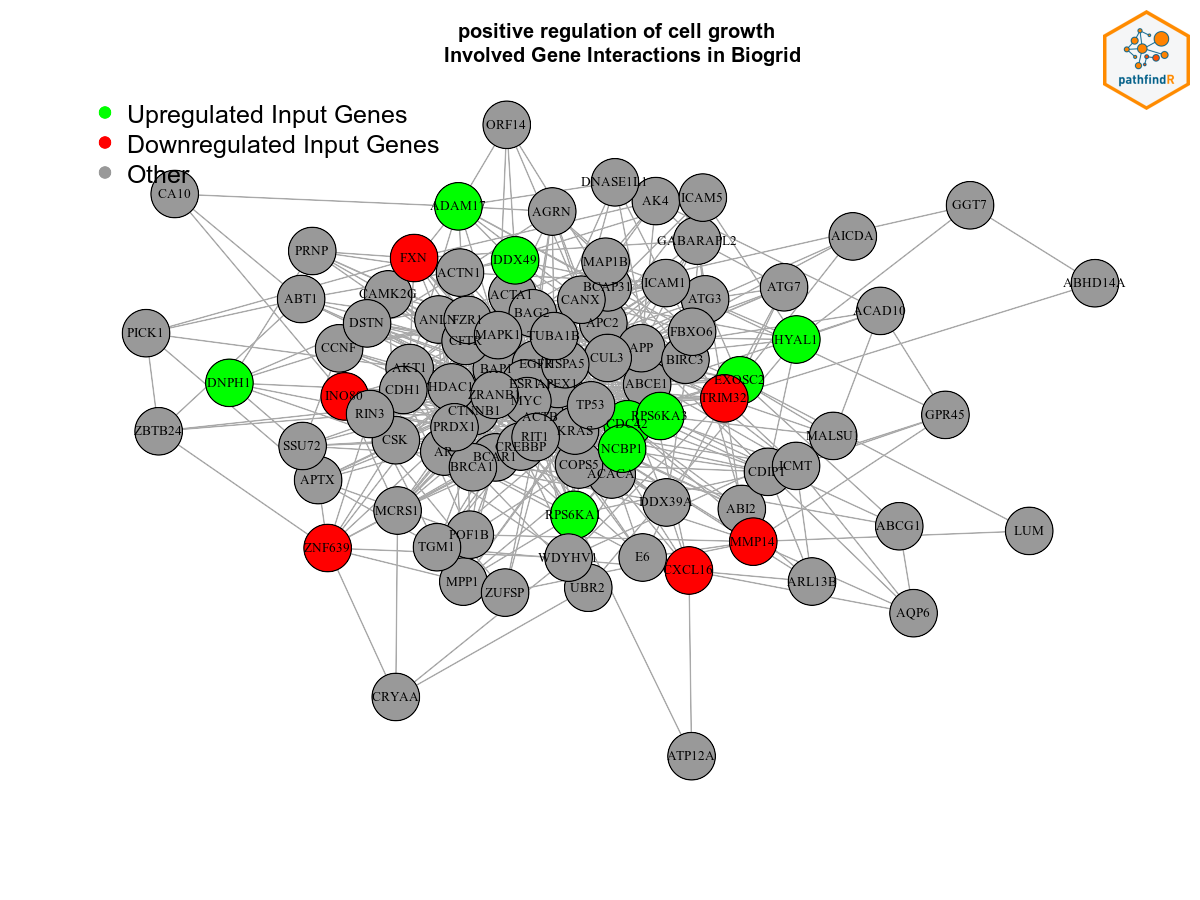 positive regulation of cell growth
Involved Gene Interactions in Biogrid
pathfindR
Upregulated Input Genes
Downregulated Input Genes
Other
ORF14
CA10
ADAM17
AGRN
DNASE1L1
AK4
ICAM5
GGT7
PRNP
FXN
DDX49
GABARAPL2
AICDA
ACTN1
MAP1B
ABHD14A
ABT1
CAMK2G
ACTA1
CANX
BCAP31
ICAM1
ATG3
ATG7
ACAD10
PICK1
DSTN
ANLN
FZR1
BAG2
APC2
FBXO6
HYAL1
CCNF
CFTR
MAPK1
TUBA1B
CUL3
APP
BIRC3
DNPH1
AKT1
BAP1
EGFR
HSPA5
ABCE1
EXOSC2
INO80
CDH1
HDAC1
ZRANB1
ESR1
APEX1
TRIM32
RIN3
CTNNB1
MYC
TP53
GPR45
ZBTB24
SSU72
CSK
PRDX1
ACTB
KRAS
CDC42
RPS6KA3
MALSU
APTX
AR
BRCA1
BCAR1
CREBBP
RIT1
COPS5
ACACA
NCBP1
CDIPT
ICMT
MCRS1
RPS6KA1
DDX39A
ABI2
ABCG1
LUM
ZNF639
TGM1
POF1B
WDYHV1
E6
CXCL16
MMP14
MPP1
ZUFSP
UBR2
ARL13B
AQP6
CRYAA
ATP12A